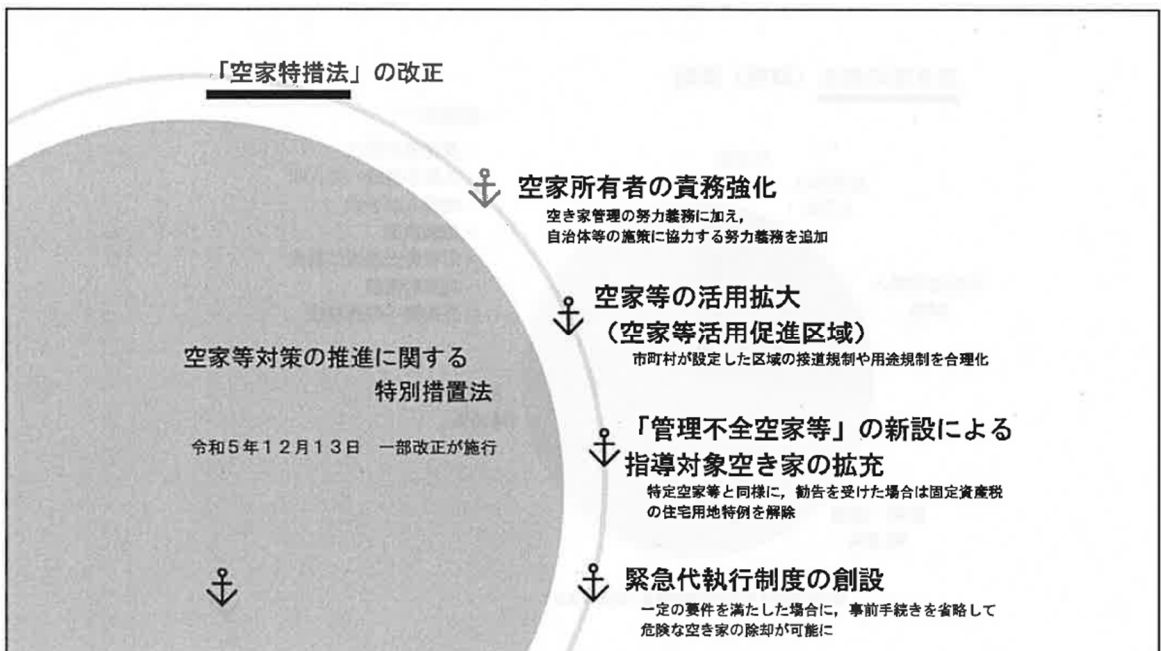 「空家特措法」の改正
空家所有者の責務強化
空き家管理の努力義務に加え,
自治体等の施策に協力する努力義務を追加
空家等の活用拡大
（空家等活用促進区域）
市町村が設定した区域の接道規制や用途規制を合理化
空家等対策の推進に関する
特別措置法
令和5年12月13日　一部改正が施行
「管理不全空家等」の新設による
指導対象空き家の拡充
特定空家等と同様に, 勧告を受けた場合は固定資産税
の住宅用地特例を解除
緊急代執行制度の創設
一定の要件を満たした場合に, 事前手続きを省略して
危険な空き家の除却が可能に